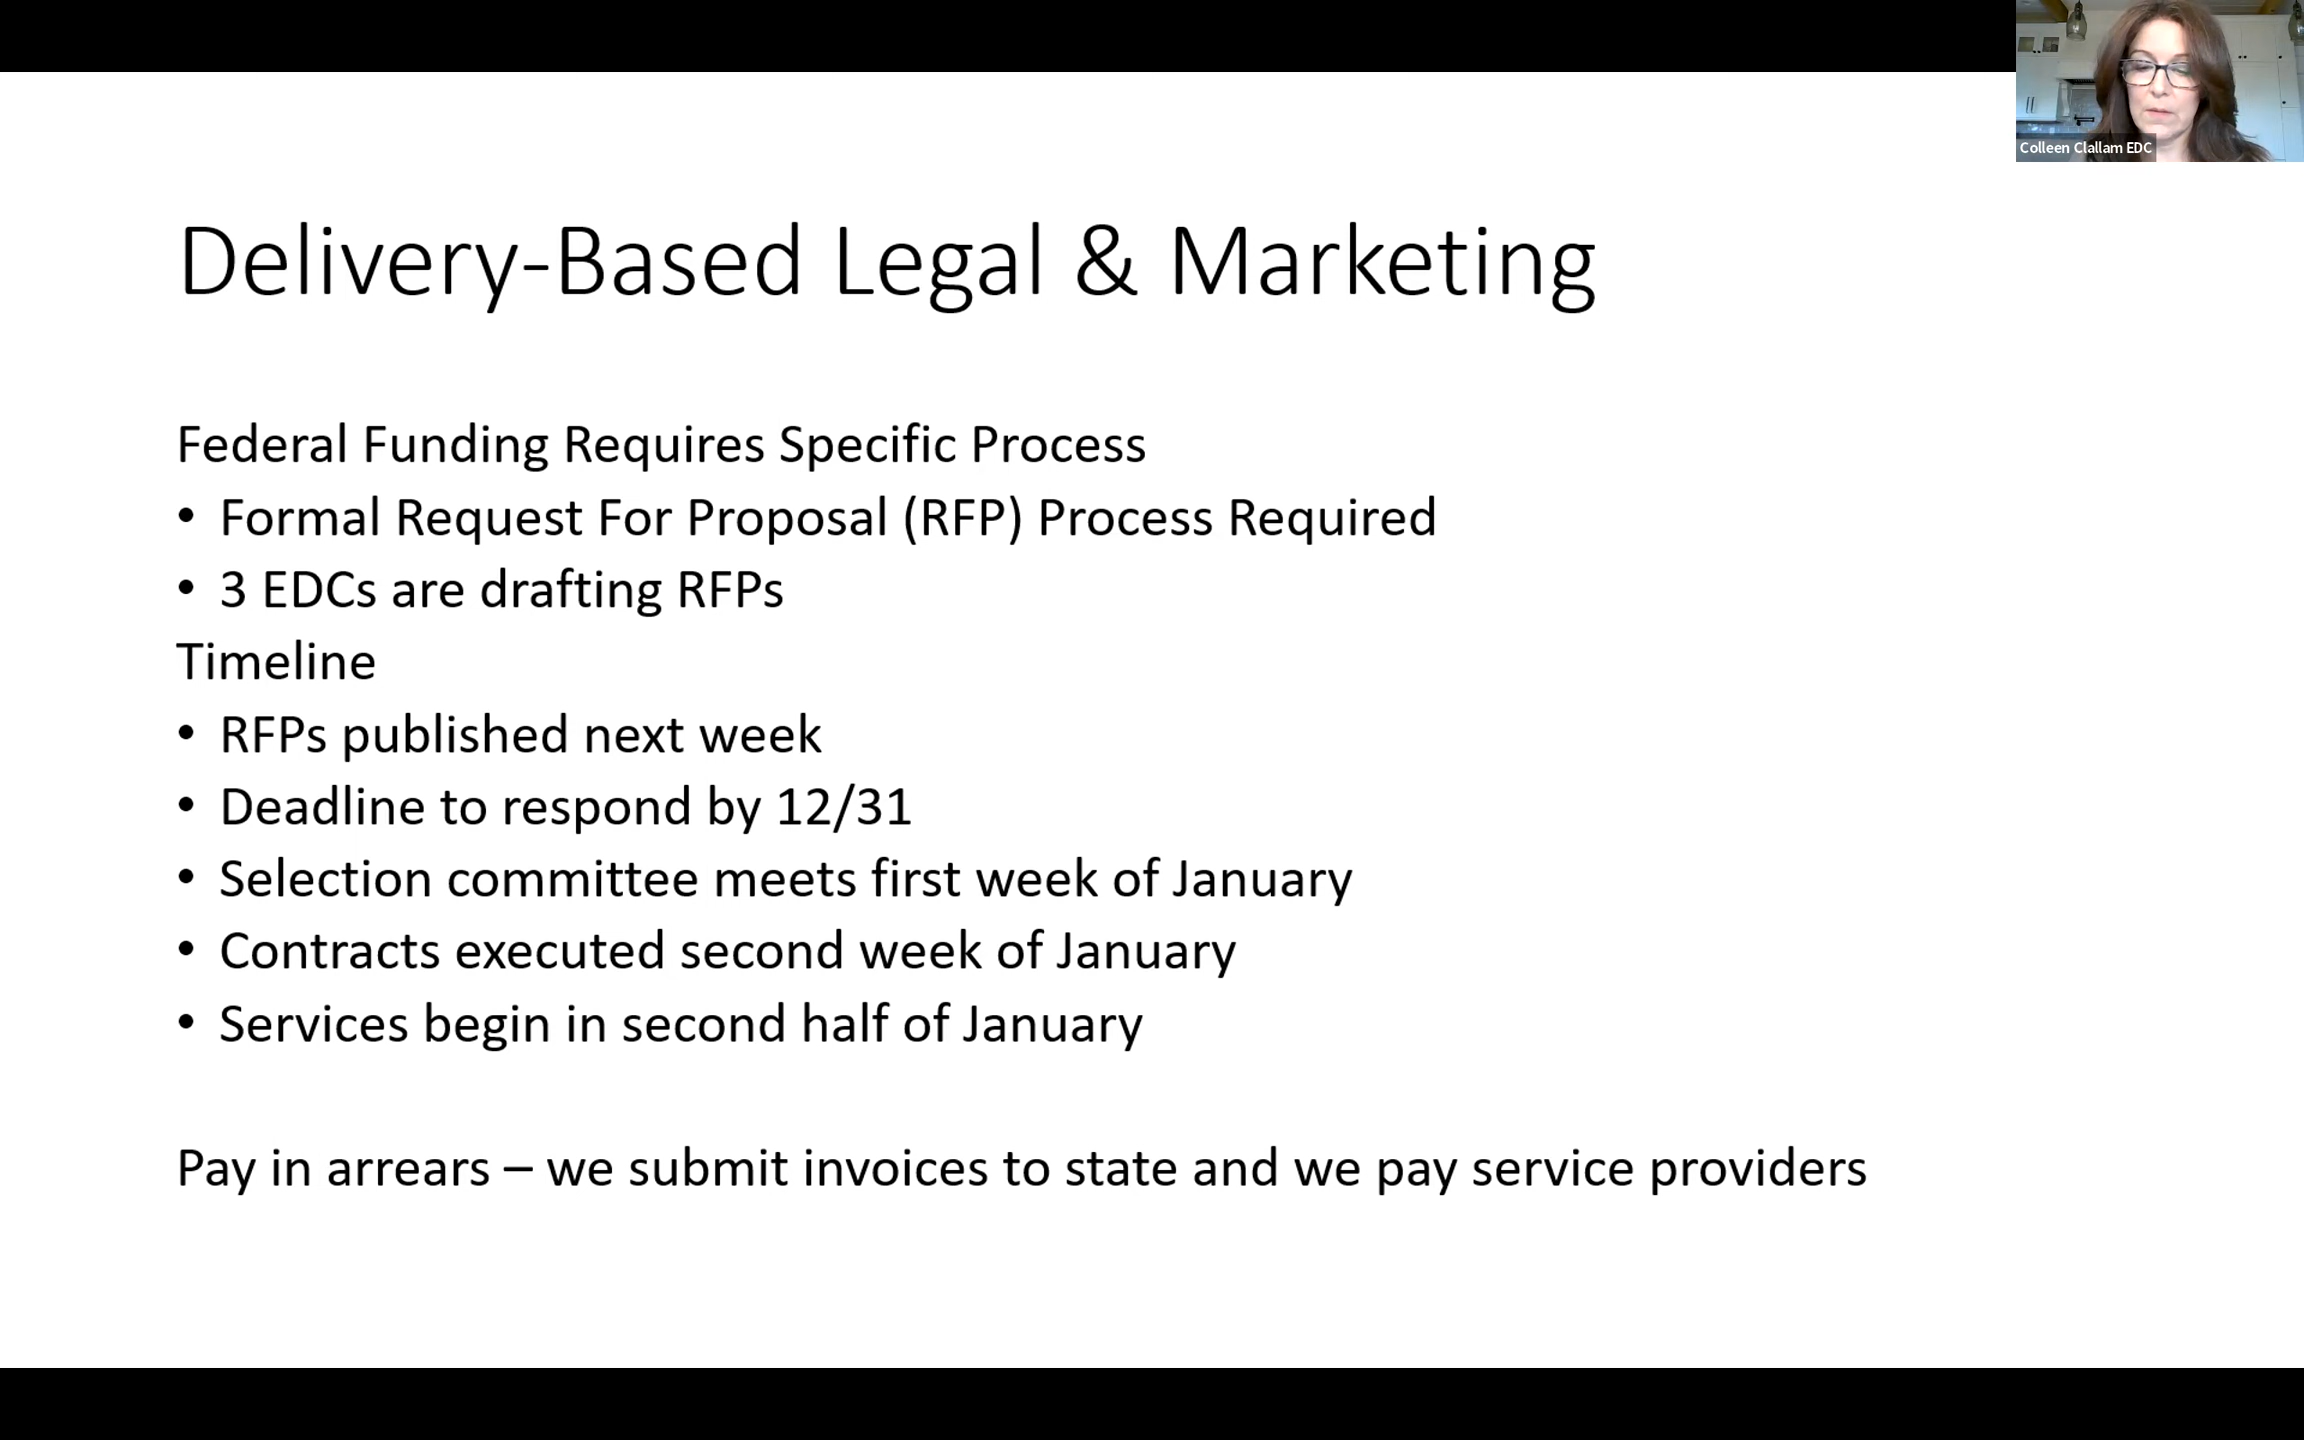 Colleen Clallam EDC
Delivery-Based Legal & Marketing
Federal Funding Requires Specific Process
• Formal Request For Proposal (RFP) Process Required
• 3 EDCs are drafting RFPs
Timeline
• RFPs published next week
• Deadline to respond by 12/31
• Selection committee meets first week of January
• Contracts executed second week of January
• Services begin in second half of January
Pay in arrears – we submit invoices to state and we pay service providers